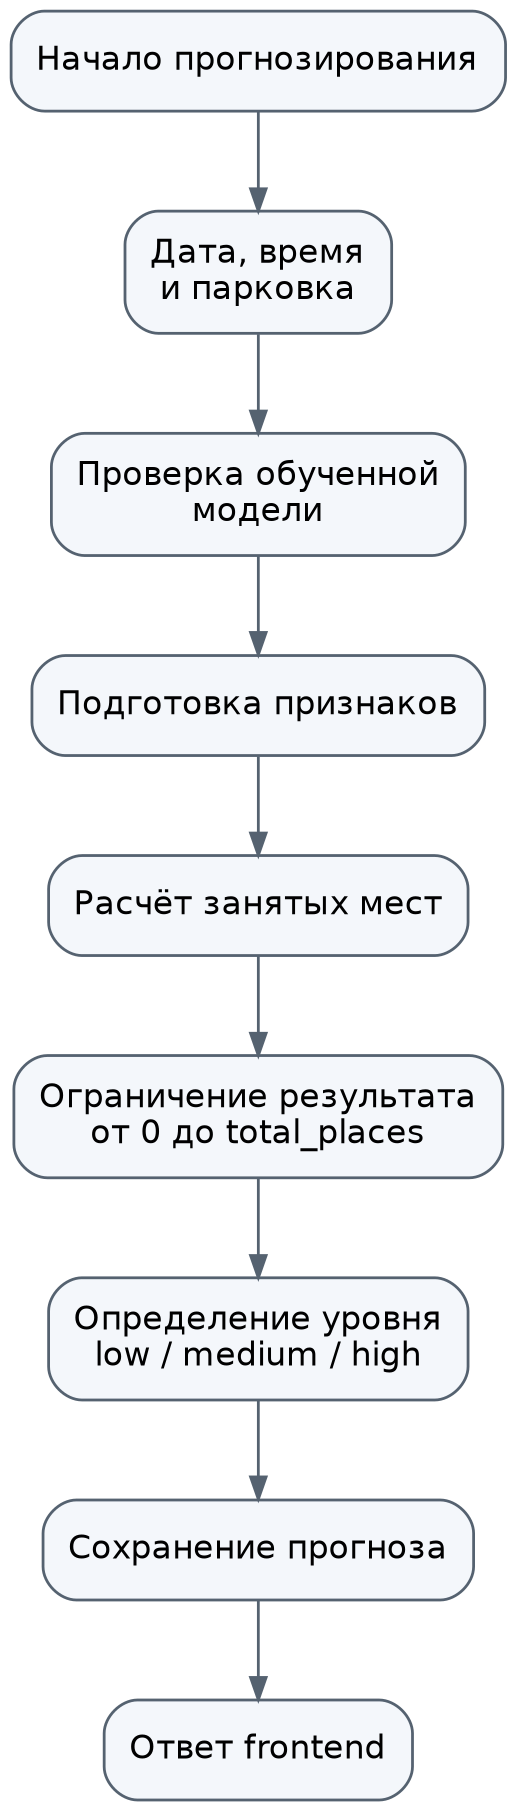 Начало прогнозирования
Дата, время
и парковка
Проверка обученной
модели
Подготовка признаков
Расчёт занятых мест
Ограничение результата
от 0 до total_places
Определение уровня
low / medium / high
Сохранение прогноза
Ответ frontend